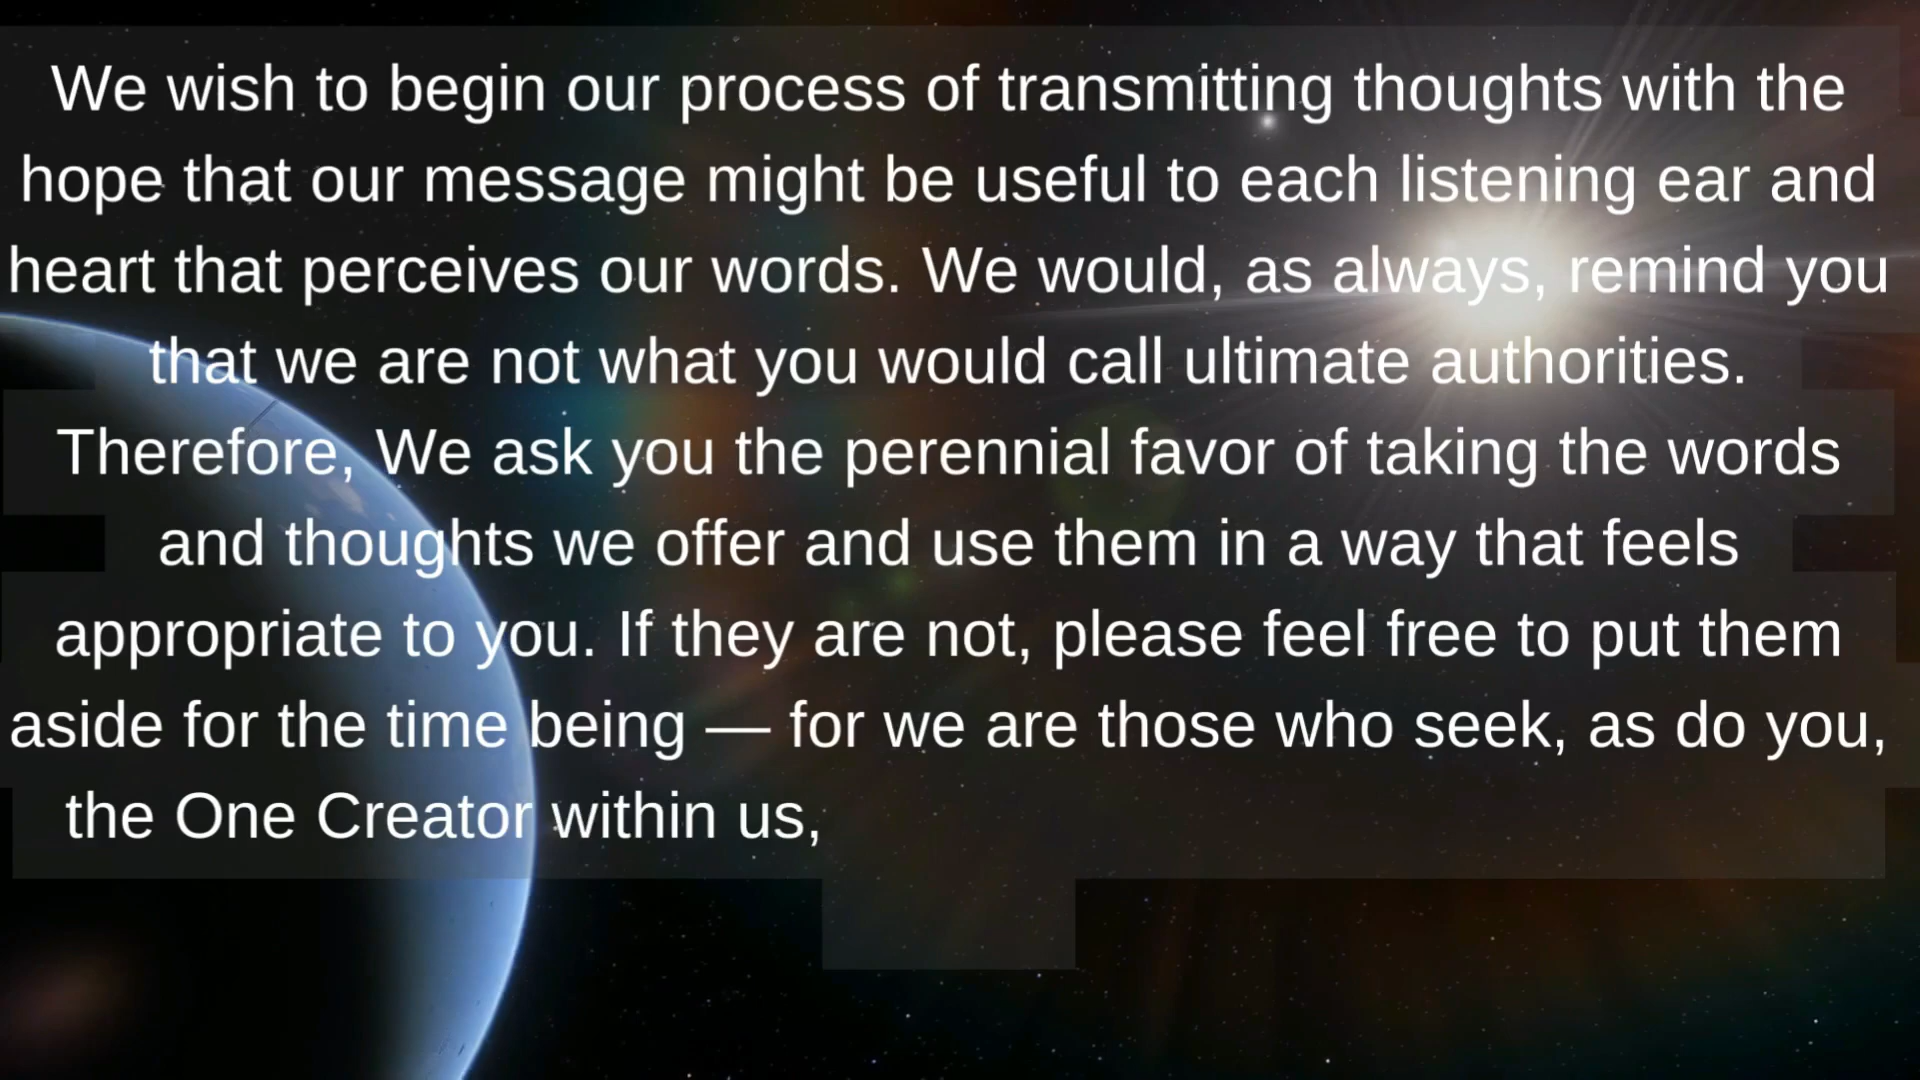 We wish to begin our process of transmitting thoughts with the
hope that our message might be useful to each listening ear and
heart that perceives our words. We would, as always, remind you
that we are not what you would call ultimate authorities.
Therefore, We ask you the perennial favor of taking the words
and thoughts we offer and use them in a way that feels
appropriate to you. If they are not, please feel free to put them
aside for the time being — for we are those who seek, as do you,
the One Creator within us,